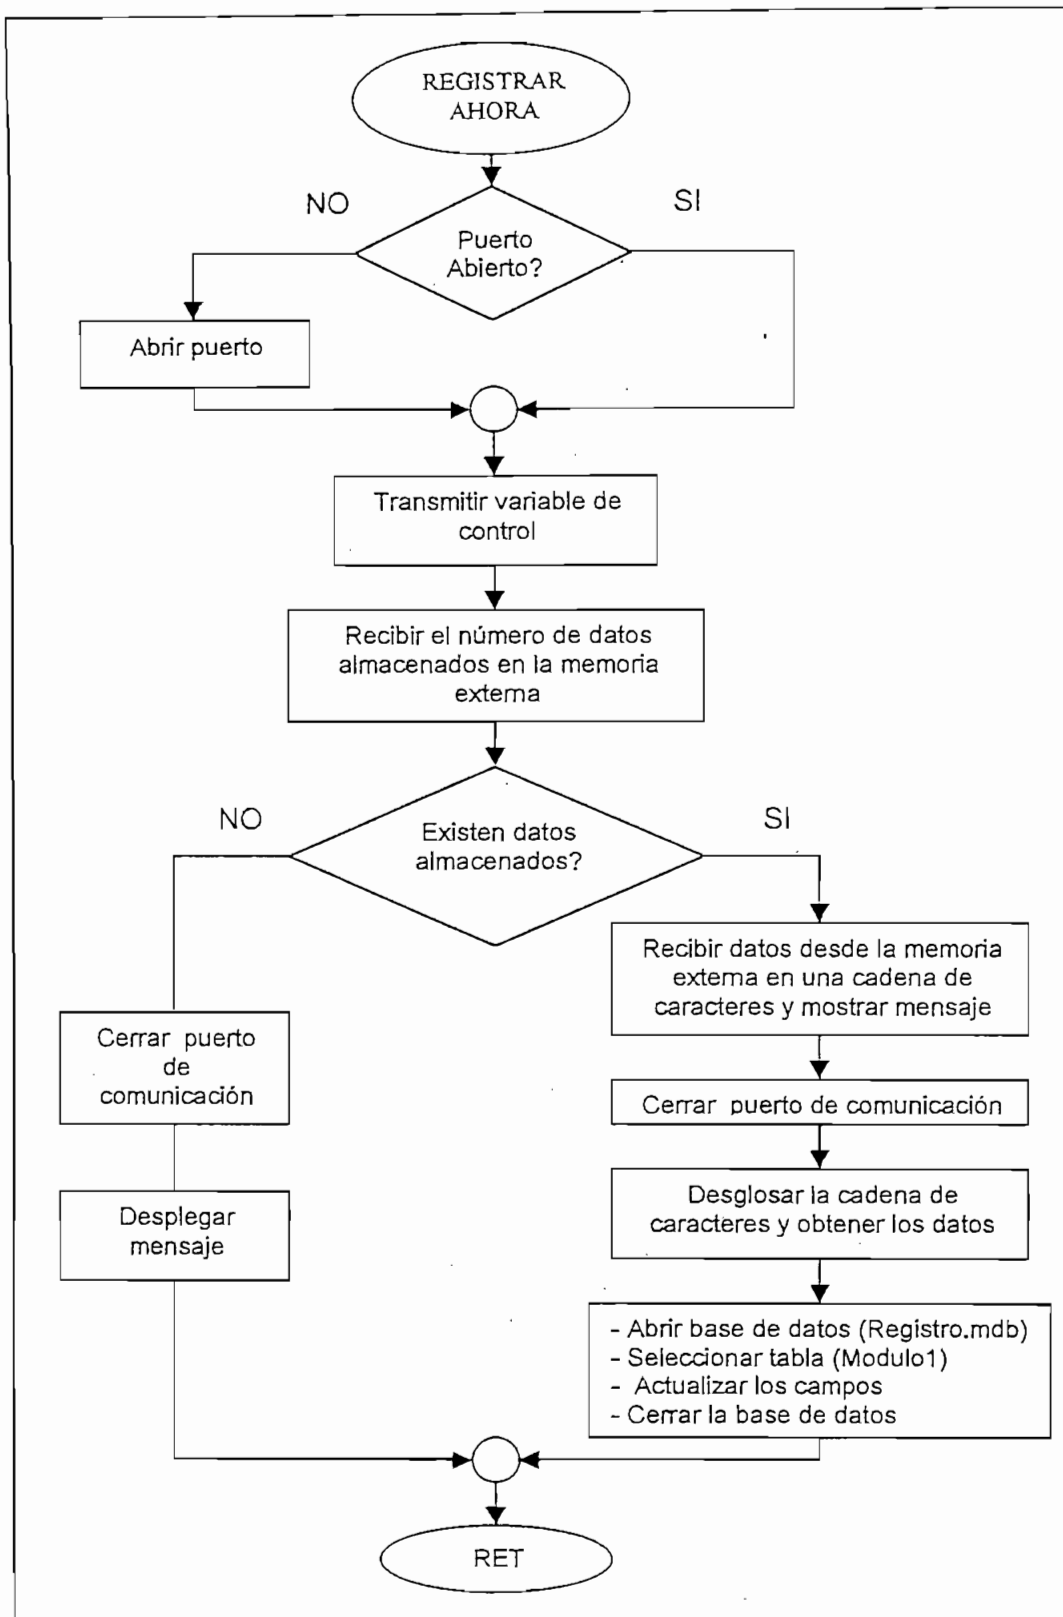 REGISTRAR
AHORA
NO
SI
Puerto
Abierto?
Abrir puerto
Transmitir variable de
control
Recibir el número de datos
almacenados en la memoria
externa
NO
SI
Existen datos
almacenados?
Recibir datos desde la memoria
externa en una cadena de
caracteres y mostrar mensaje
Cerrar puerto
de
comunicación
Cerrar puerto de comunicación
Desplegar
mensaje
Desglosar la cadena de
caracteres y obtener los datos
- Abrir base de datos (Registro.mdb)
- Seleccionar tabla (Modulo1)
- Actualizar los campos
- Cerrar la base de datos
RET